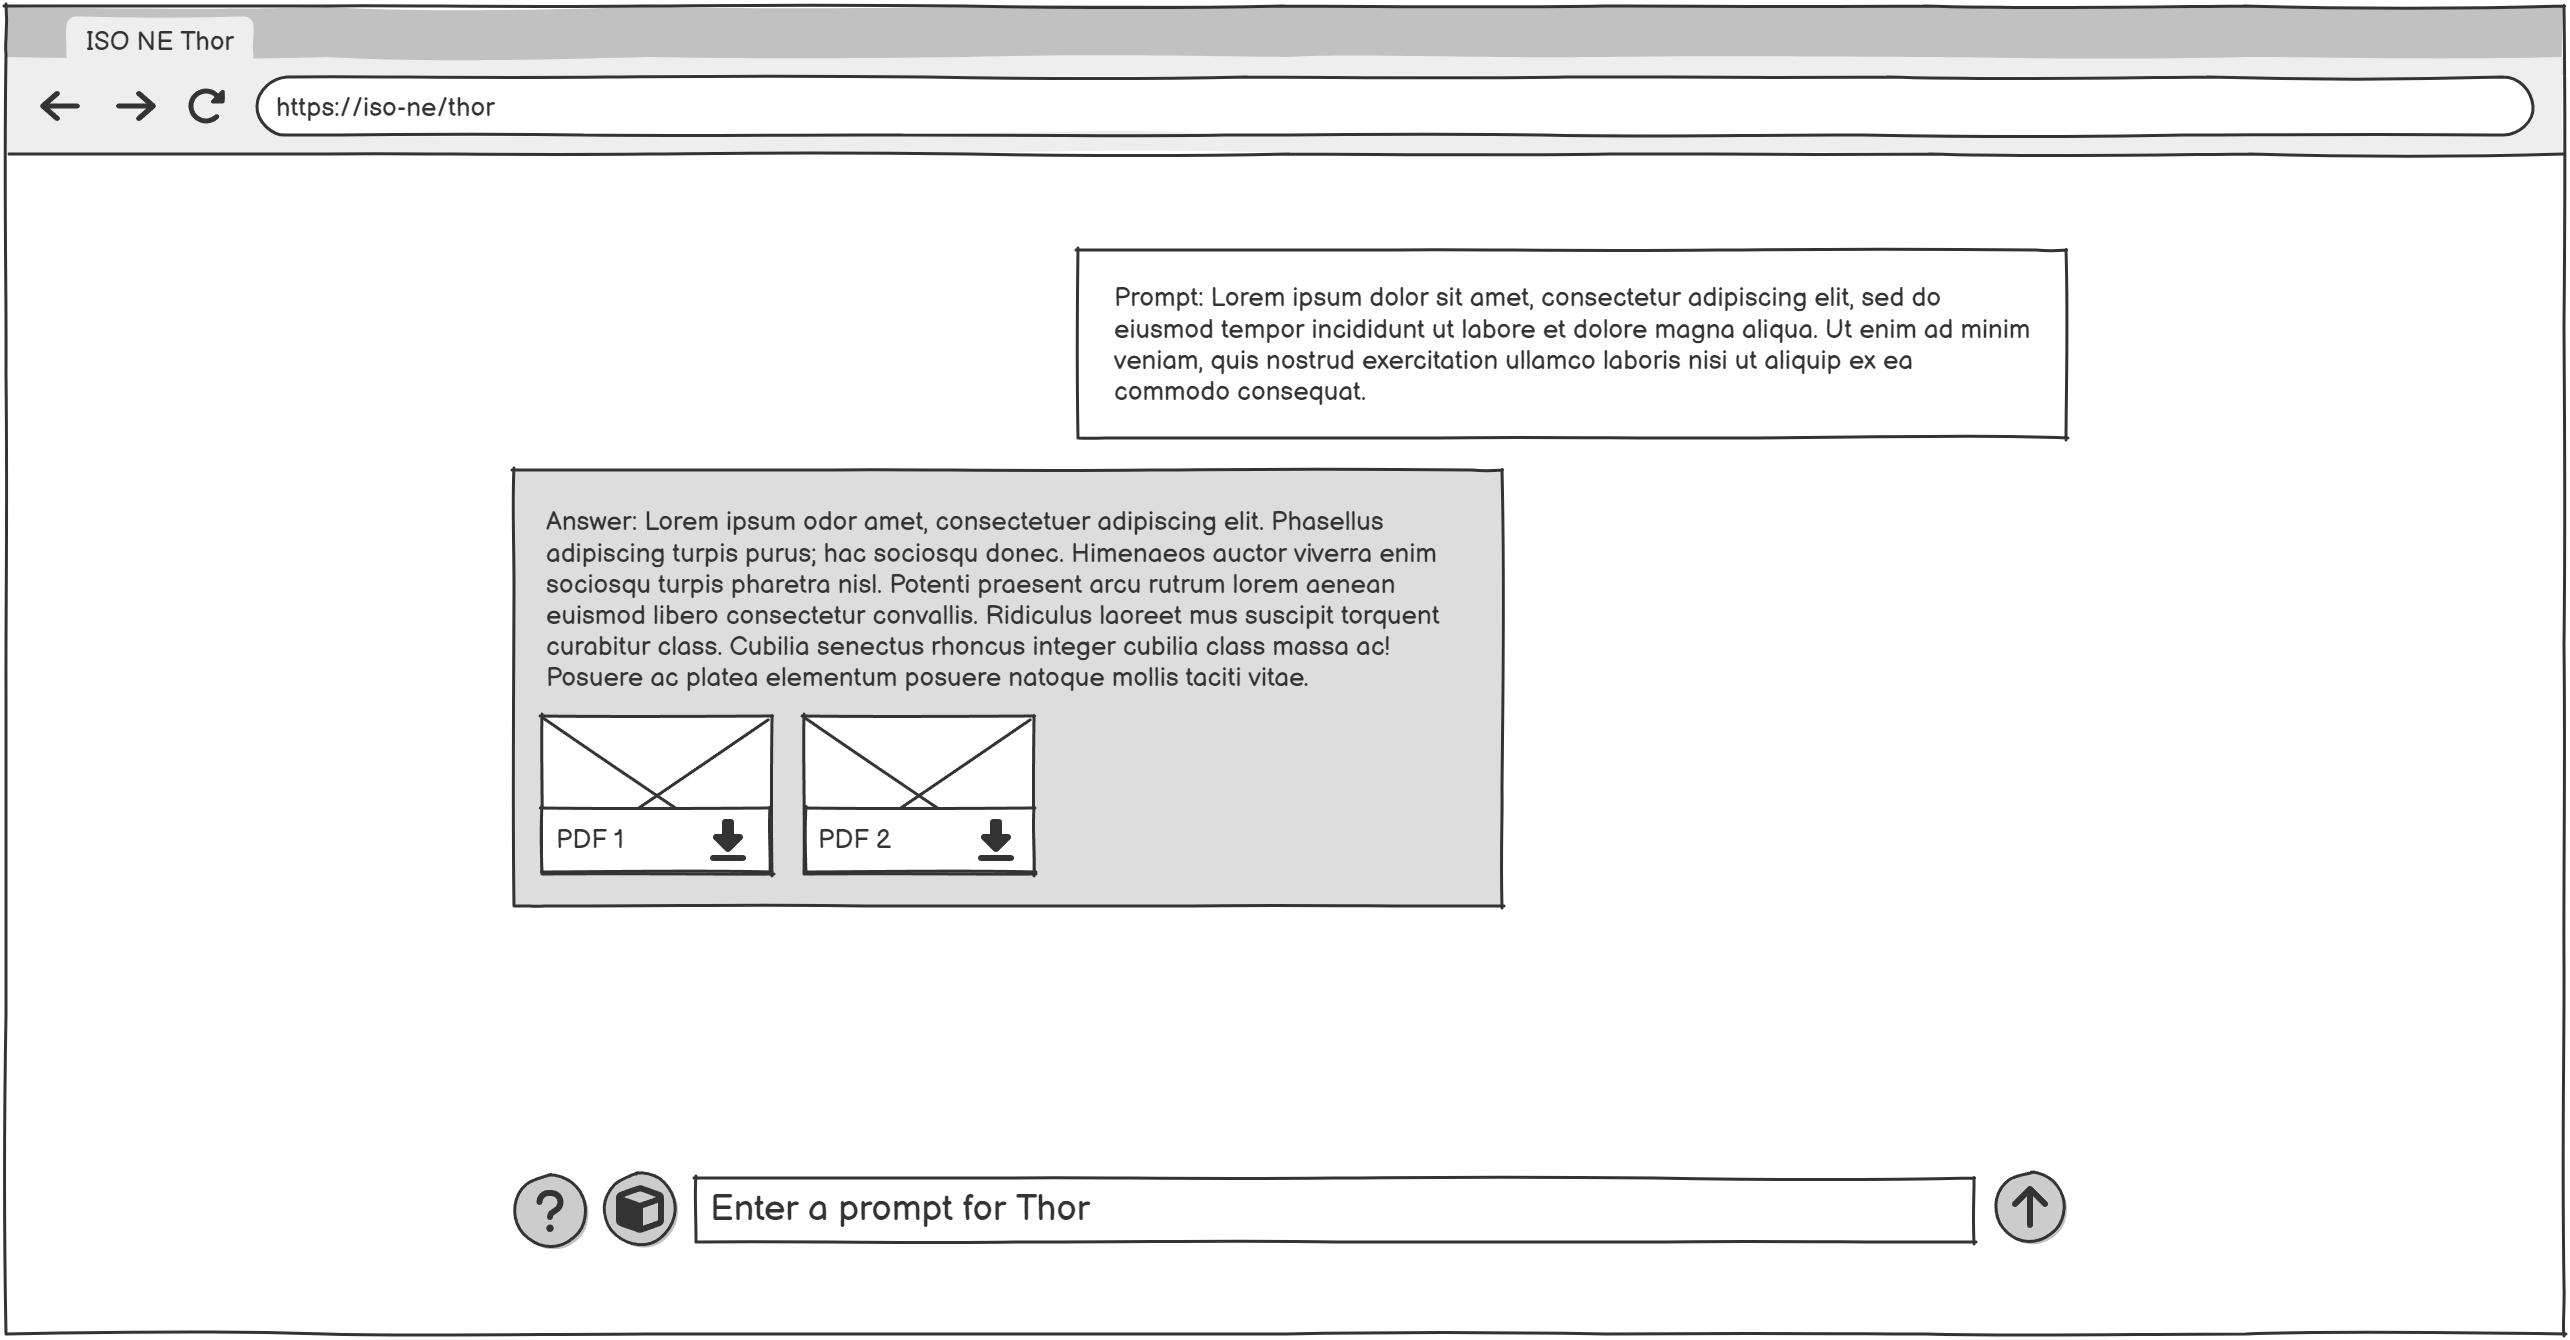 ISO NE Thor
https://iso-ne/thor
Prompt: Lorem ipsum dolor sit amet, consectetur adipiscing elit, sed do
eiusmod tempor incididunt ut labore et dolore magna aliqua. Ut enim ad minim
veniam, quis nostrud exercitation ullamco laboris nisi ut aliquip ex ea
commodo consequat.
Answer: Lorem ipsum odor amet, consectetuer adipiscing elit. Phasellus
adipiscing turpis purus; hac sociosqu donec. Himenaeos auctor viverra enim
sociosqu turpis pharetra nisl. Potenti praesent arcu rutrum lorem aenean
euismod libero consectetur convallis. Ridiculus laoreet mus suscipit torquent
curabitur class. Cubilia senectus rhoncus integer cubilia class massa ac!
Posuere ac platea elementum posuere natoque mollis taciti vitae.
PDF 1
PDF 2
?
Enter a prompt for Thor